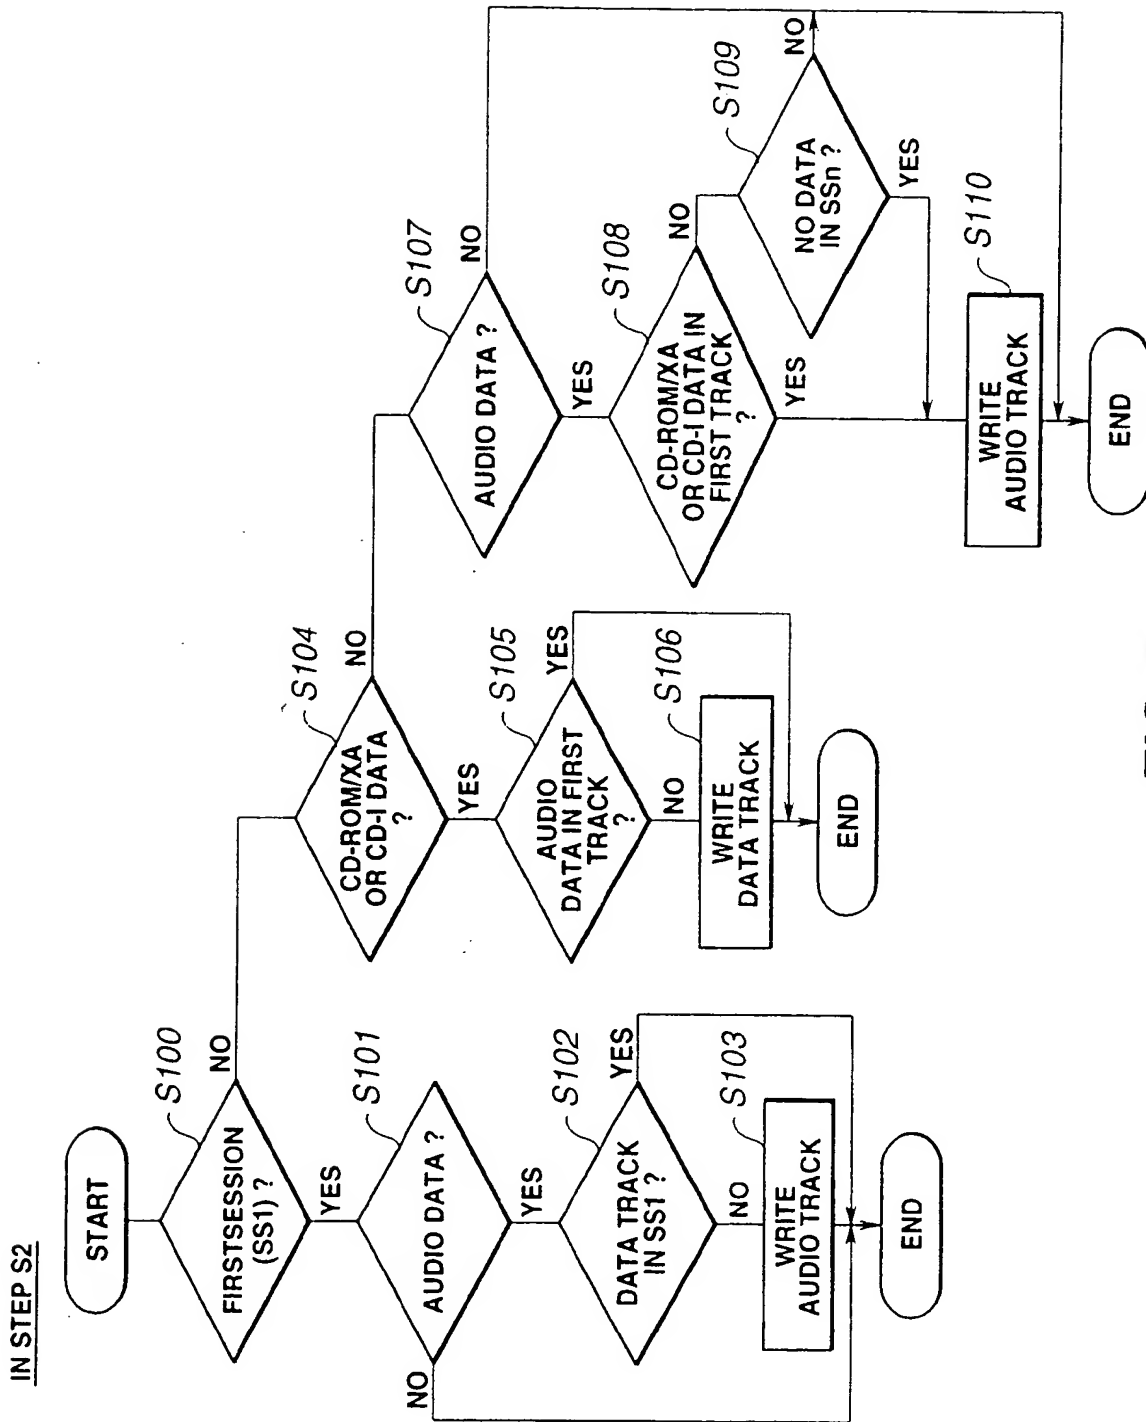 IN STEP S2
START
FIRSTSESSION
(SS1) ?
S100
NO
YES
AUDIO DATA ?
S101
NO
YES
DATA TRACK
IN SS1 ?
S102
YES
NO
WRITE
AUDIO TRACK
S103
END
CD-ROM/XA
OR CD-I DATA
?
S104
NO
YES
AUDIO
DATA IN FIRST
TRACK
?
S105
YES
NO
WRITE
DATA TRACK
S106
END
AUDIO DATA ?
S107
NO
YES
CD-ROM/XA
OR CD-I DATA IN
FIRST TRACK
?
S108
NO
YES
NO DATA
IN SSn ?
S109
NO
YES
WRITE
AUDIO TRACK
S110
END